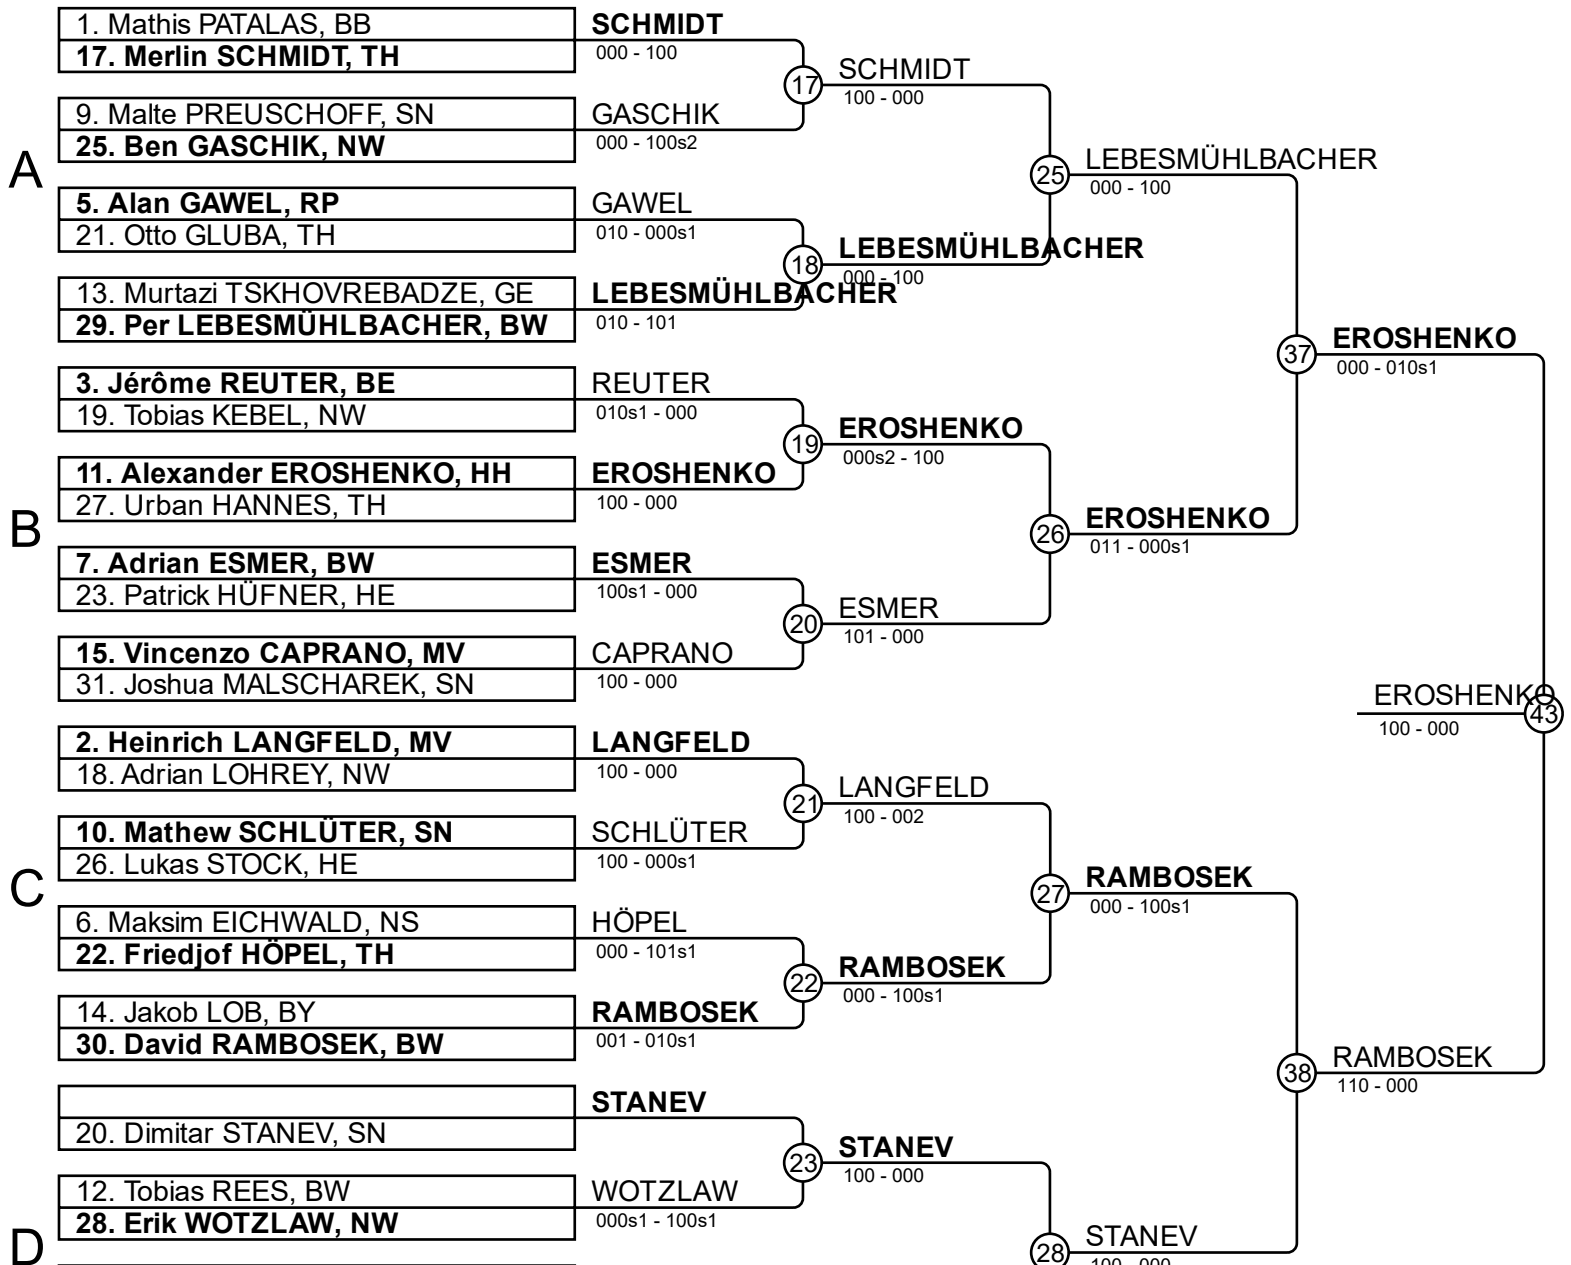 1. Mathis PATALAS, BB
17. Merlin SCHMIDT, TH
SCHMIDT
000 - 100
17
SCHMIDT
100 - 000
9. Malte PREUSCHOFF, SN
25. Ben GASCHIK, NW
GASCHIK
000 - 100s2
A
25
LEBESMÜHLBACHER
000 - 100
5. Alan GAWEL, RP
21. Otto GLUBA, TH
GAWEL
010 - 000s1
18
LEBESMÜHLBACHER
000 - 100
13. Murtazi TSKHOVREBADZE, GE
29. Per LEBESMÜHLBACHER, BW
LEBESMÜHLBACHER
010 - 101
37
EROSHENKO
000 - 010s1
3. Jérôme REUTER, BE
19. Tobias KEBEL, NW
REUTER
010s1 - 000
19
EROSHENKO
000s2 - 100
11. Alexander EROSHENKO, HH
27. Urban HANNES, TH
EROSHENKO
100 - 000
B
26
EROSHENKO
011 - 000s1
7. Adrian ESMER, BW
23. Patrick HÜFNER, HE
ESMER
100s1 - 000
20
ESMER
101 - 000
15. Vincenzo CAPRANO, MV
31. Joshua MALSCHAREK, SN
CAPRANO
100 - 000
EROSHENKO
100 - 000
43
2. Heinrich LANGFELD, MV
18. Adrian LOHREY, NW
LANGFELD
100 - 000
21
LANGFELD
100 - 002
10. Mathew SCHLÜTER, SN
26. Lukas STOCK, HE
SCHLÜTER
100 - 000s1
C
27
RAMBOSEK
000 - 100s1
6. Maksim EICHWALD, NS
22. Friedjof HÖPEL, TH
HÖPEL
000 - 101s1
22
RAMBOSEK
000 - 100s1
14. Jakob LOB, BY
30. David RAMBOSEK, BW
RAMBOSEK
001 - 010s1
38
RAMBOSEK
110 - 000
20. Dimitar STANEV, SN
STANEV
23
STANEV
100 - 000
12. Tobias REES, BW
28. Erik WOTZLAW, NW
WOTZLAW
000s1 - 100s1
D
28
STANEV
100 - 000